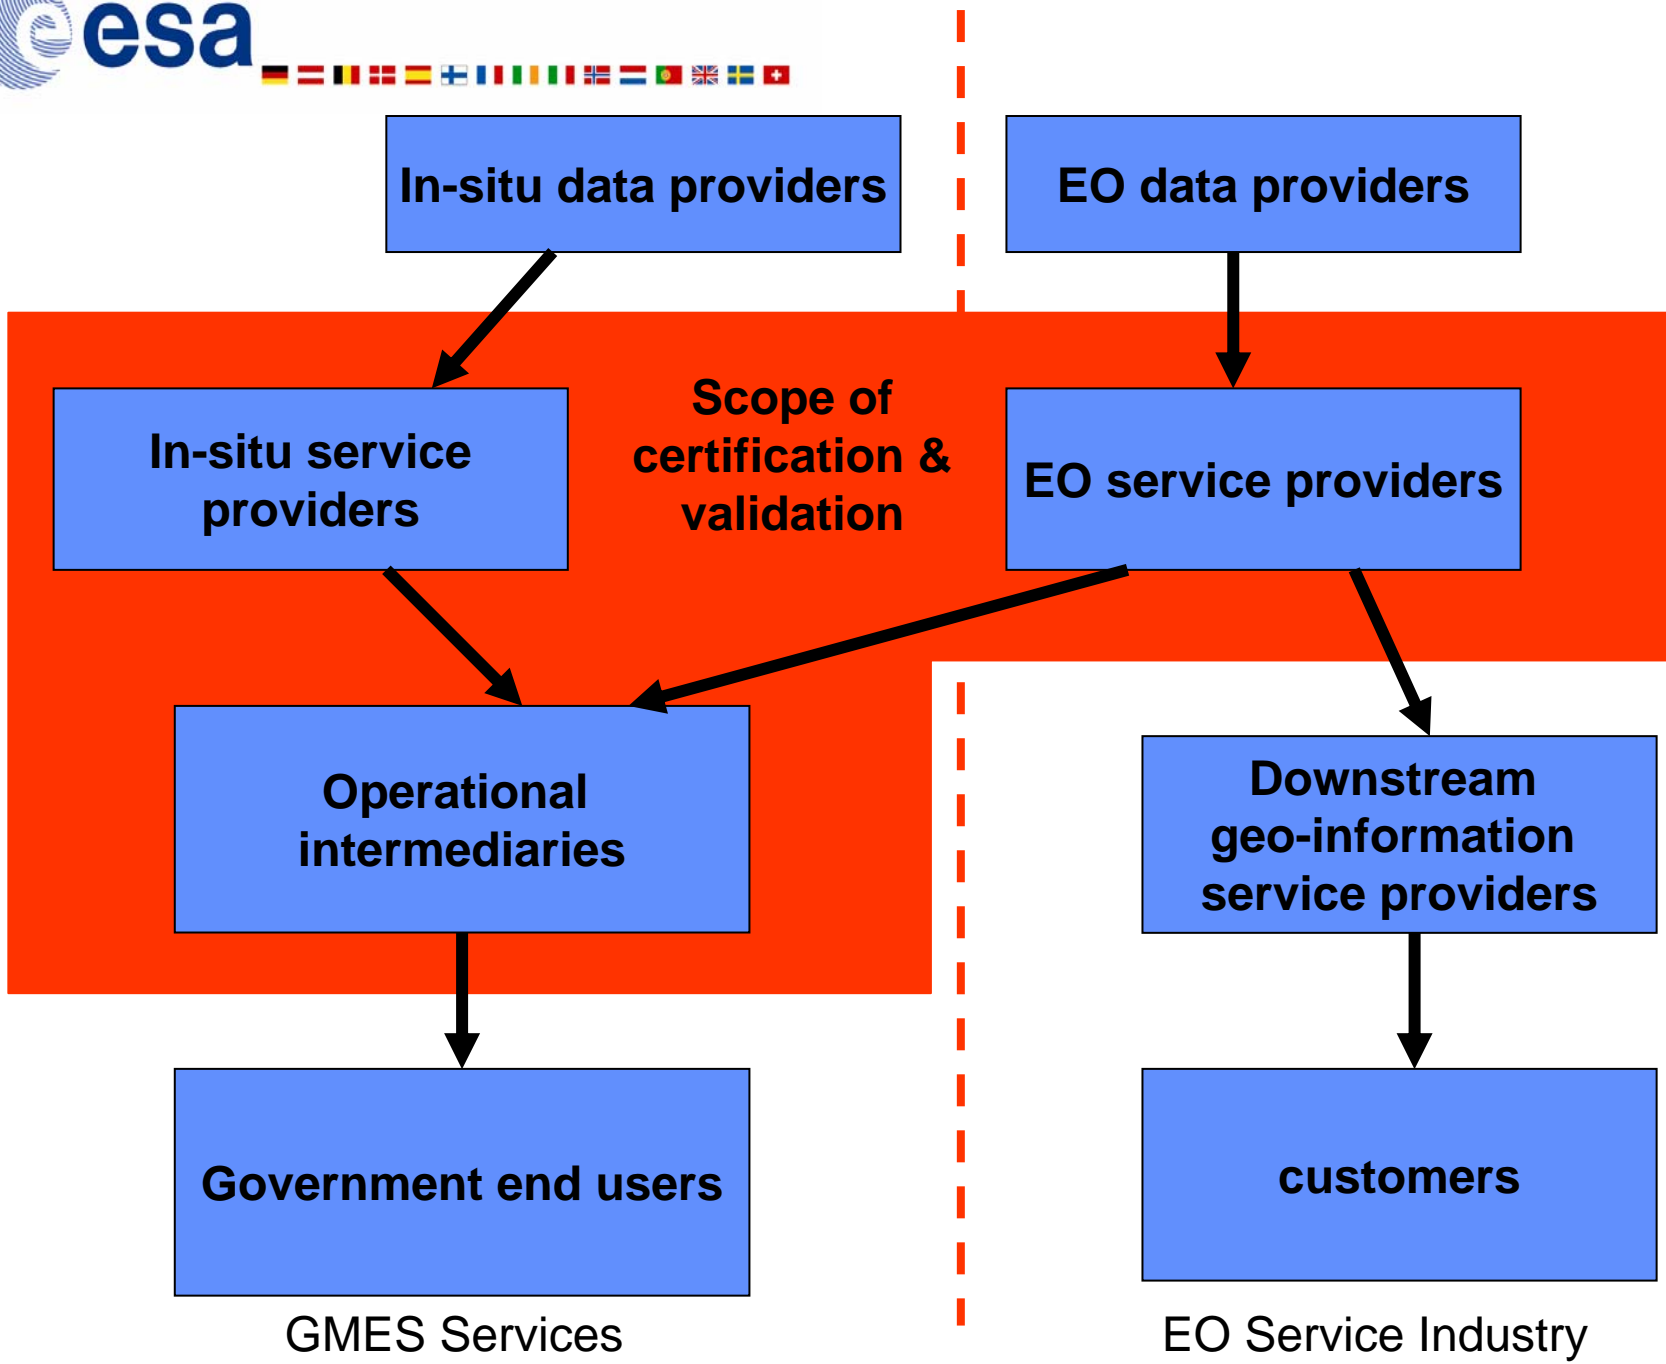 esa
In-situ data providers
EO data providers
Scope of
certification &
validation
In-situ service
providers
EO service providers
Operational
intermediaries
Downstream
geo-information
service providers
Government end users
customers
GMES Services
EO Service Industry